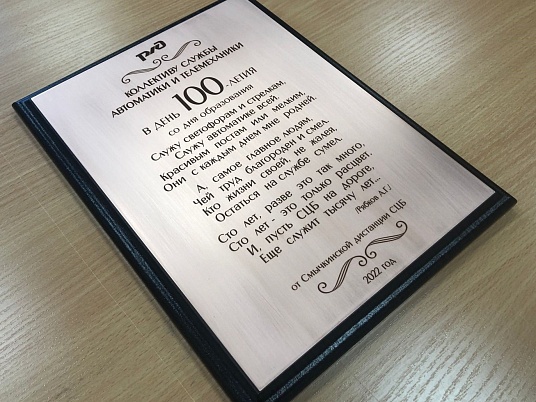 РЖД
КОЛЛЕКТИВУ СЛУЖБЫ
АВТОМАТИКИ И ТЕЛЕМЕХАНИКИ
В ДЕНЬ 100-ЛЕТИЯ
СО ДНЯ ОБРАЗОВАНИЯ
Служу светофорам и стрелкам,
Служу автоматике всей.
Красивым постам или мелким,
Они с каждым днем мне родней.
А, самое главное людям,
Чей труд благороден и смел.
Кто жизни своей, не жалея,
Остаться на службе сумел.
Сто лет, разве это так много,
Сто лет - это только расцвет.
И, пусть СЦБ на дороге,
Еще служит тысячу лет...
/Рябков А.Г./
от Смычкинской дистанции СЦБ
2022 год